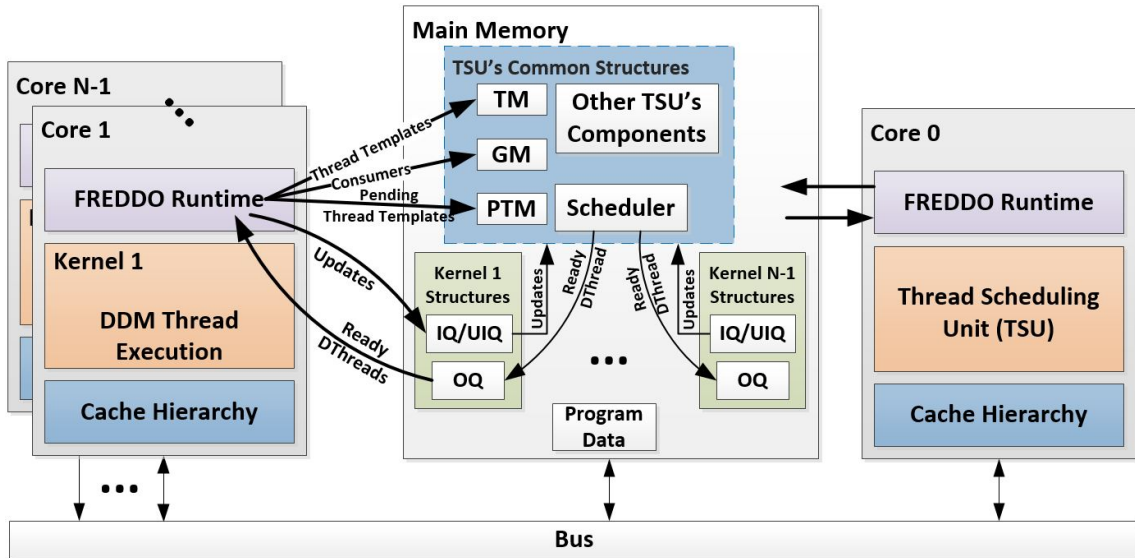 Core N-1
Core 1
FREDDO Runtime
Kernel 1
DDM Thread
Execution
Cache Hierarchy
Thread Templates
Consumers
Pending
Thread Templates
Updates
Ready
DThreads
Main Memory
TSU's Common Structures
TM
GM
PTM
Other TSU's
Components
Scheduler
Updates
Ready
DThread
Ready
DThread
Updates
Kernel 1
Structures
IQ/UIQ
OQ
Kernel N-1
Structures
IQ/UIQ
OQ
Program
Data
Core 0
FREDDO Runtime
Thread Scheduling
Unit (TSU)
Cache Hierarchy
Bus